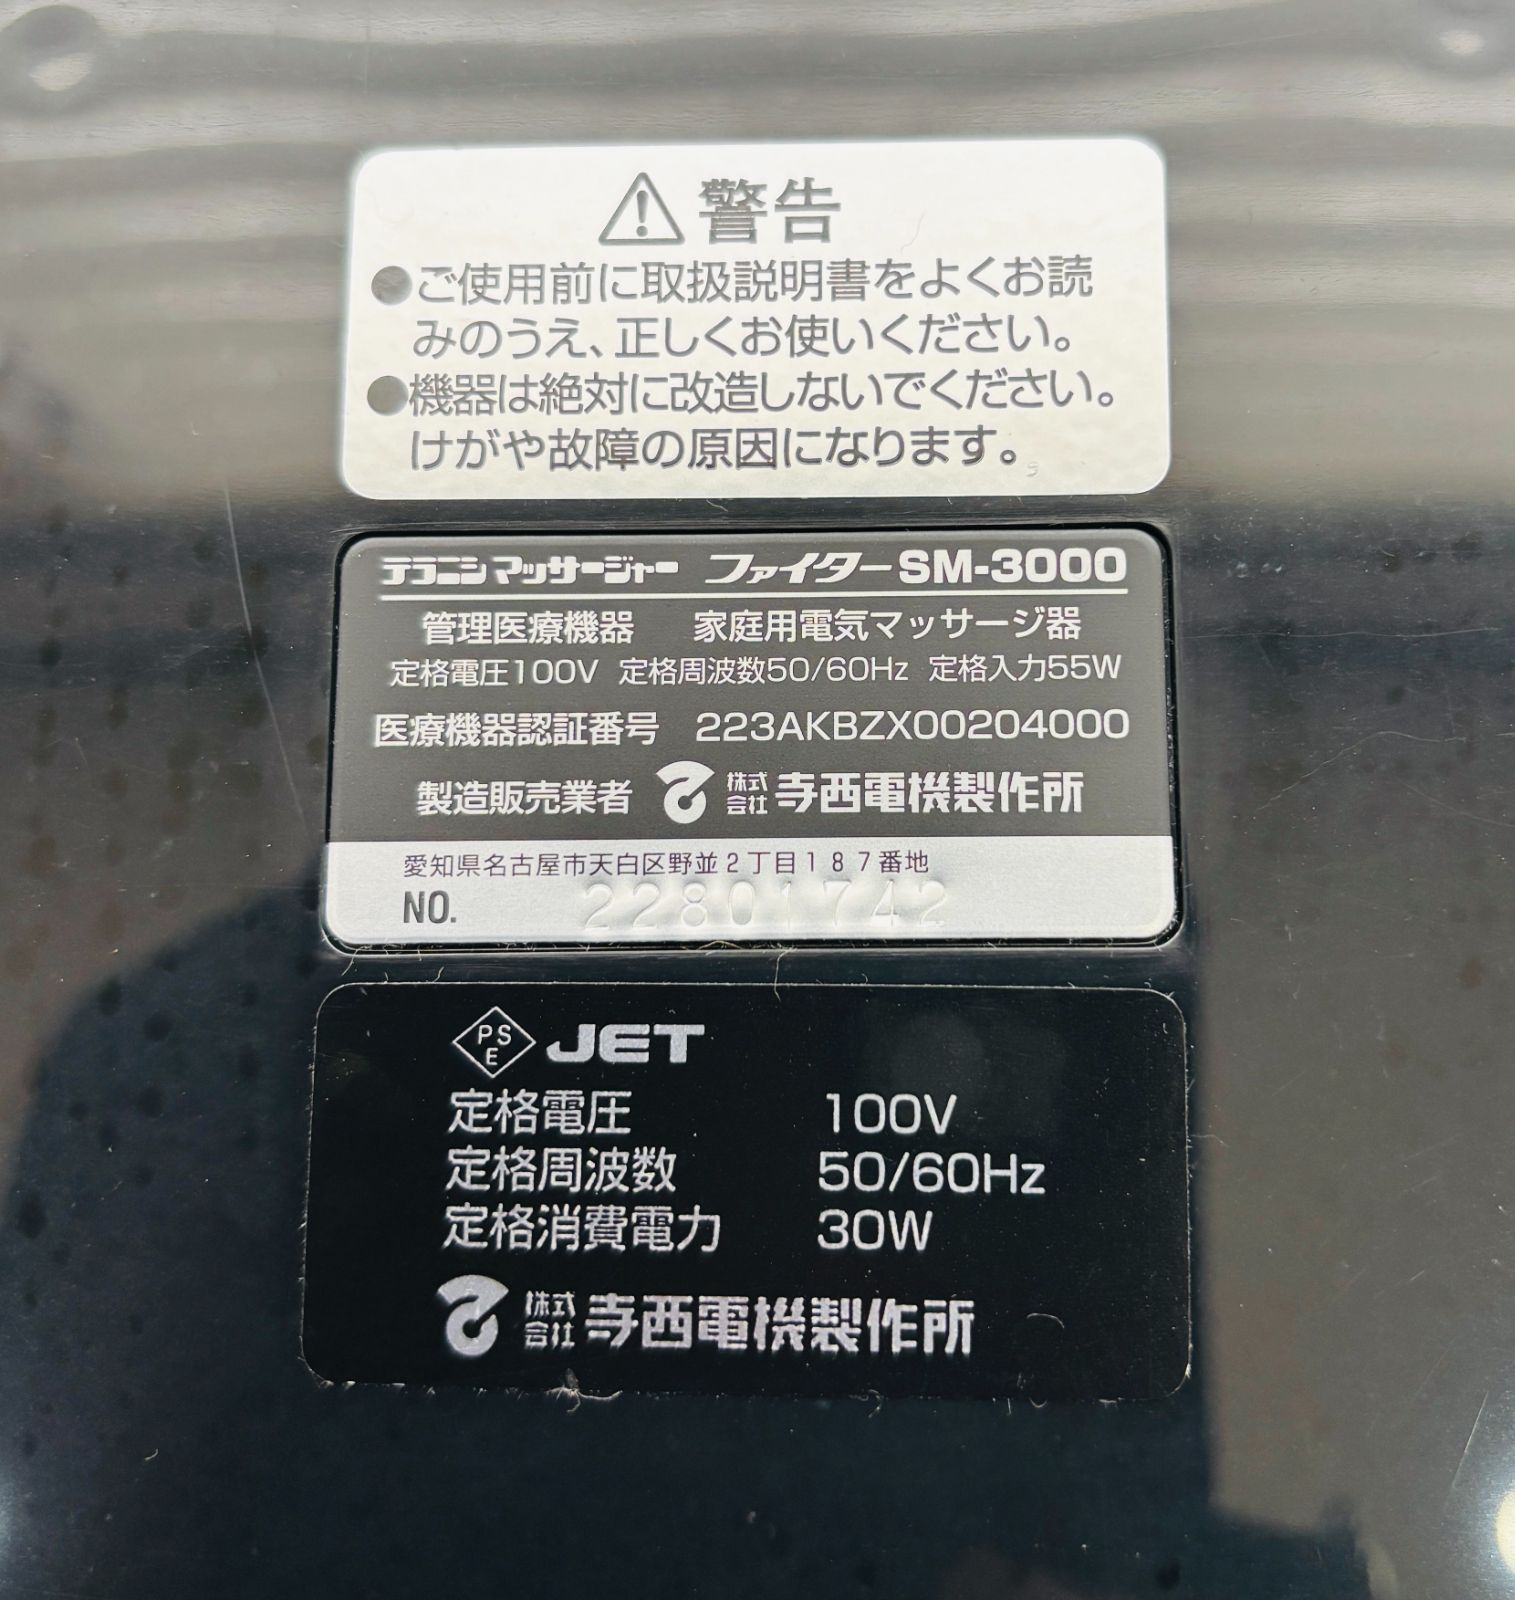 警告
●ご使用前に取扱説明書をよくお読
みのうえ、正しくお使いください。
●機器は絶対に改造しないでください。
けがや故障の原因になります。
テラニシ マッサージャー ファイターSM-3000
管理医療機器 家庭用電気マッサージ器
定格電圧100V 定格周波数50/60Hz 定格入力55W
医療機器認証番号 223AKBZX00204000
製造販売業者 株式会社 寺西電機製作所
愛知県名古屋市天白区野並2丁目187番地
NO. 22801742
PSE JET
定格電圧 100V
定格周波数 50/60Hz
定格消費電力 30W
株式会社 寺西電機製作所